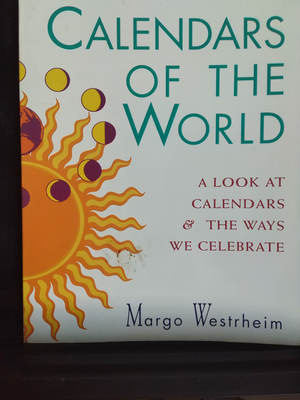 CALENDARS
OF THE
WORLD
A LOOK AT
CALENDARS
& THE WAYS
WE CELEBRATE
Margo Westrheim